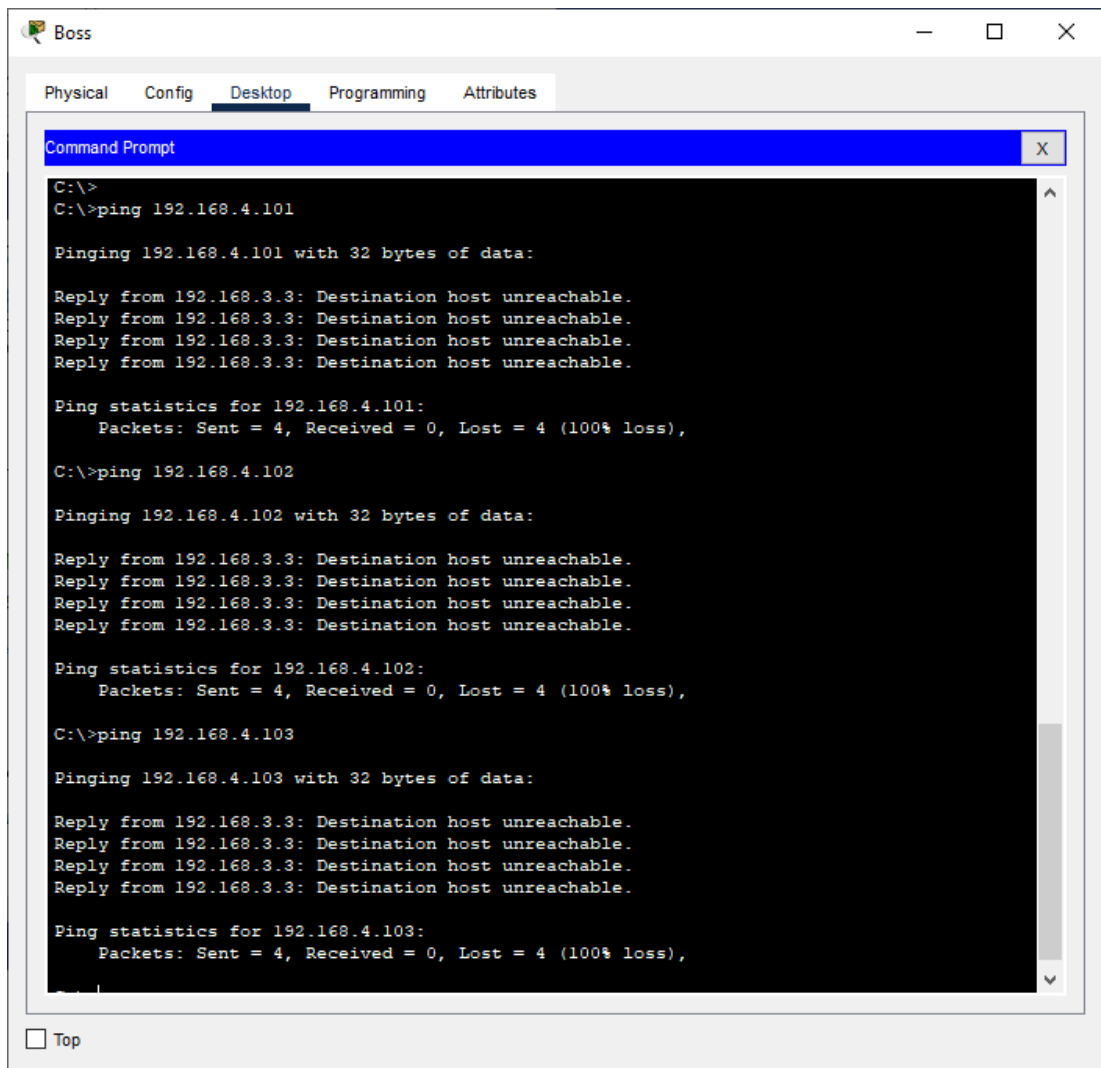 Boss
Physical Config Desktop Programming Attributes
Command Prompt
X
C:\>
C:\>ping 192.168.4.101
Pinging 192.168.4.101 with 32 bytes of data:
Reply from 192.168.3.3: Destination host unreachable.
Reply from 192.168.3.3: Destination host unreachable.
Reply from 192.168.3.3: Destination host unreachable.
Reply from 192.168.3.3: Destination host unreachable.
Ping statistics for 192.168.4.101:
Packets: Sent = 4, Received = 0, Lost = 4 (100% loss),
C:\>ping 192.168.4.102
Pinging 192.168.4.102 with 32 bytes of data:
Reply from 192.168.3.3: Destination host unreachable.
Reply from 192.168.3.3: Destination host unreachable.
Reply from 192.168.3.3: Destination host unreachable.
Reply from 192.168.3.3: Destination host unreachable.
Ping statistics for 192.168.4.102:
Packets: Sent = 4, Received = 0, Lost = 4 (100% loss),
C:\>ping 192.168.4.103
Pinging 192.168.4.103 with 32 bytes of data:
Reply from 192.168.3.3: Destination host unreachable.
Reply from 192.168.3.3: Destination host unreachable.
Reply from 192.168.3.3: Destination host unreachable.
Reply from 192.168.3.3: Destination host unreachable.
Ping statistics for 192.168.4.103:
Packets: Sent = 4, Received = 0, Lost = 4 (100% loss),
Top